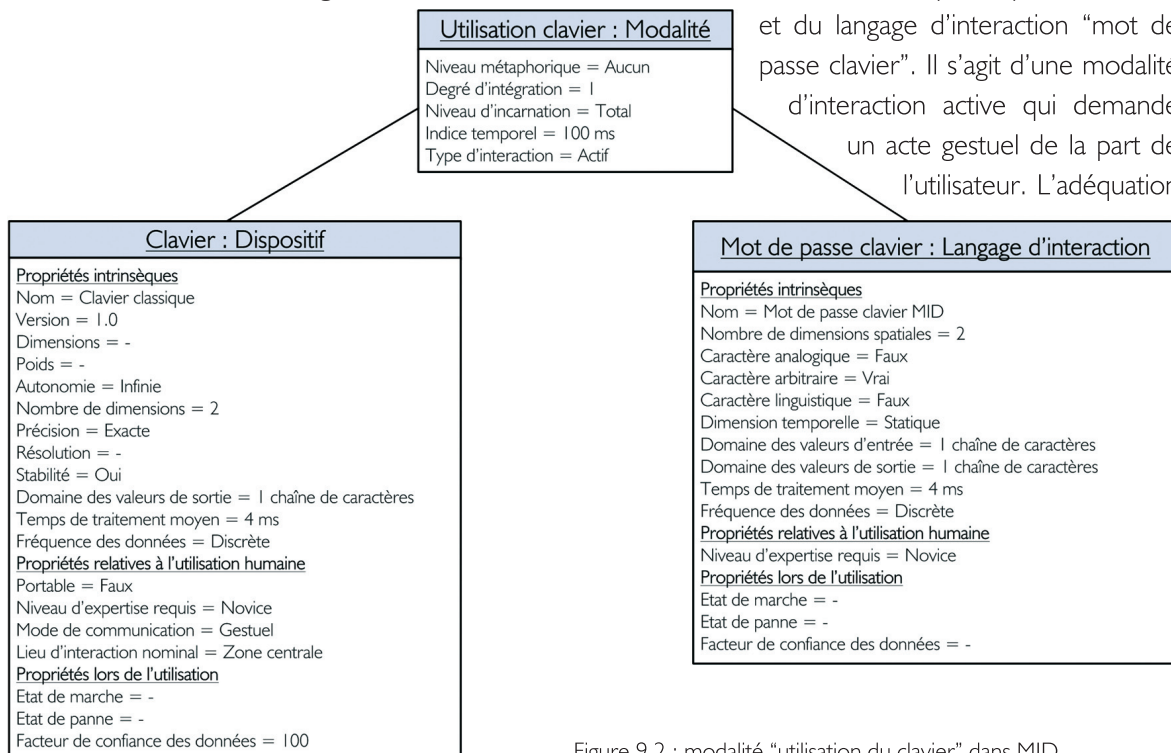 Utilisation clavier : Modalité
Niveau métaphorique = Aucun
Degré d'intégration = 1
Niveau d'incarnation = Total
Indice temporel = 100 ms
Type d'interaction = Actif
et du langage d'interaction “mot de
passe clavier”. Il s'agit d'une modalité
d'interaction active qui demande
un acte gestuel de la part de
l'utilisateur. L'adéquation
Clavier : Dispositif
Propriétés intrinsèques
Nom = Clavier classique
Version = 1.0
Dimensions = -
Poids = -
Autonomie = Infinie
Nombre de dimensions = 2
Précision = Exacte
Résolution = -
Stabilité = Oui
Domaine des valeurs de sortie = 1 chaîne de caractères
Temps de traitement moyen = 4 ms
Fréquence des données = Discrète
Propriétés relatives à l'utilisation humaine
Portable = Faux
Niveau d'expertise requis = Novice
Mode de communication = Gestuel
Lieu d'interaction nominal = Zone centrale
Propriétés lors de l'utilisation
Etat de marche = -
Etat de panne = -
Facteur de confiance des données = 100
Mot de passe clavier : Langage d'interaction
Propriétés intrinsèques
Nom = Mot de passe clavier MID
Nombre de dimensions spatiales = 2
Caractère analogique = Faux
Caractère arbitraire = Vrai
Caractère linguistique = Faux
Dimension temporelle = Statique
Domaine des valeurs d'entrée = 1 chaîne de caractères
Domaine des valeurs de sortie = 1 chaîne de caractères
Temps de traitement moyen = 4 ms
Fréquence des données = Discrète
Propriétés relatives à l'utilisation humaine
Niveau d'expertise requis = Novice
Propriétés lors de l'utilisation
Etat de marche = -
Etat de panne = -
Facteur de confiance des données = -
Figure 9.2 : modalité “utilisation du clavier” dans MID